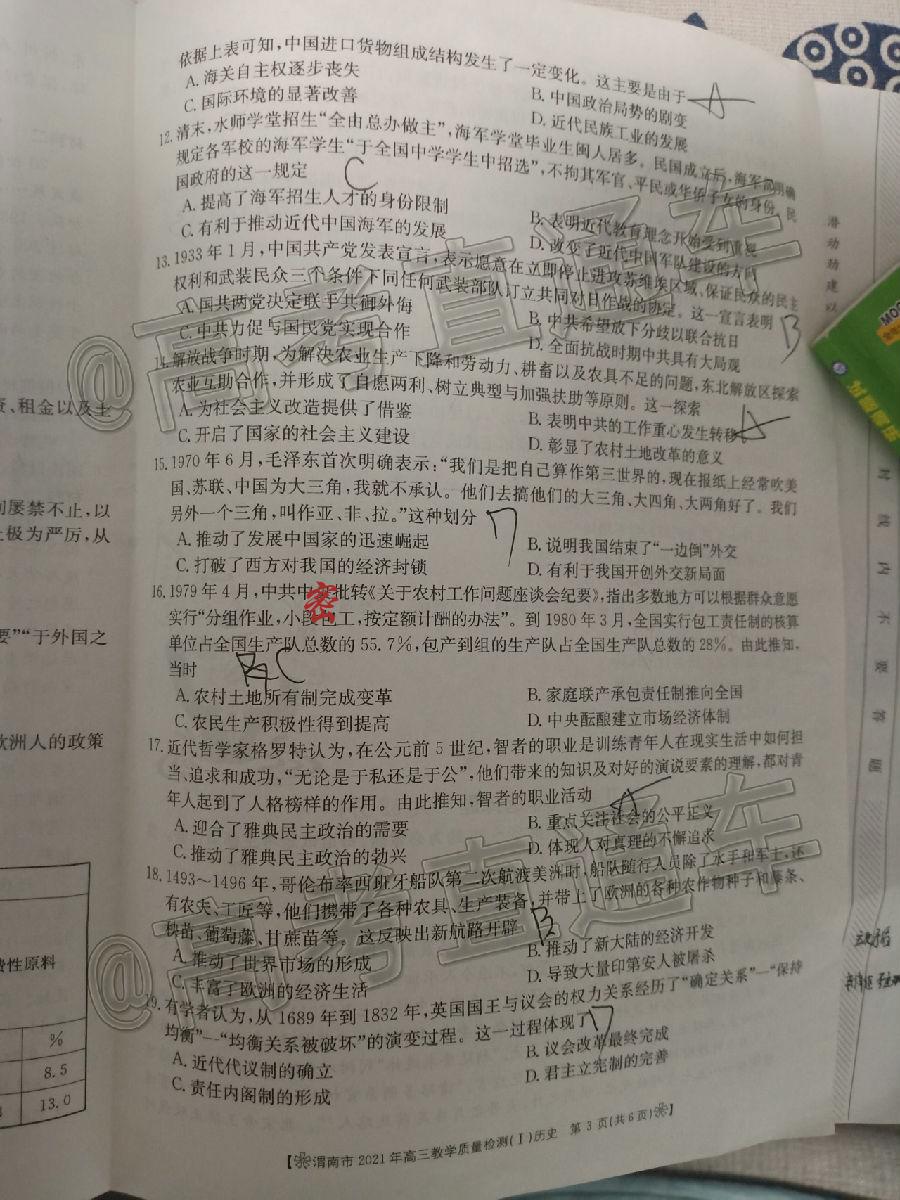 依据上表可知,中国进口货物组成结构发生了一定变化。这主要是由于
A
A.海关自主权逐步丧失
B.中国政治局势的剧变
C.国际环境的显著改善
D.近代民族工业的发展
12.清末,水师学堂招生“全由总办做主”,海军学堂毕业生闽人居多。民国成立后,海军部明确
规定各军校的海军学生“于全国中学学生中招选”,不拘其军官、平民或华侨子女的身份。民
国政府的这一规定
C
A.提高了海军招生人才的身份限制
B.表明近代教育理念开始受到重视
C.有利于推动近代中国海军的发展
D.改变了近代中国军队建设的方向
13.1933年1月,中国共产党发表宣言,表示愿意在立即停止进攻苏维埃区域、保证民众的民主
权利和武装民众三个条件下同任何武装部队订立共同对日作战的协定。这一宣言表明
A.国共两党决定联手共御外侮
B.中共希望放下分歧以联合抗日
B
C.中共力促与国民党实现合作
D.全面抗战时期中共具有大局观
14.解放战争时期,为解决农业生产下降和劳动力、耕畜以及农具不足的问题,东北解放区探索
农业互助合作,并形成了自愿两利、树立典型与加强扶助等原则。这一探索
A.为社会主义改造提供了借鉴
B.表明中共的工作重心发生转移
A
C.开启了国家的社会主义建设
D.彰显了农村土地改革的意义
15.1970年6月,毛泽东首次明确表示:“我们是把自己算作第三世界的,现在报纸上经常吹美
国、苏联、中国为大三角,我就不承认。他们去搞他们的大三角、大四角、大两角好了。我们
另外一个三角,叫作亚、非、拉。”这种划分
A.推动了发展中国家的迅速崛起
B.说明我国结束了“一边倒”外交
C.打破了西方对我国的经济封锁
D.有利于我国开创外交新局面
16.1979年4月,中共中央批转《关于农村工作问题座谈会纪要》,指出多数地方可以根据群众意愿
密
实行“分组作业,小段包工,按定额计酬的办法”。到1980年3月,全国实行包工责任制的核算
单位占全国生产队总数的55.7%,包产到组的生产队占全国生产队总数的28%。由此推知,
当时
C
A.农村土地所有制完成变革
B.家庭联产承包责任制推向全国
C.农民生产积极性得到提高
D.中央酝酿建立市场经济体制
17.近代哲学家格罗特认为,在公元前5世纪,智者的职业是训练青年人在现实生活中如何担
当、追求和成功,“无论是于私还是于公”,他们带来的知识及对好的演说要素的理解,都对青
年人起到了人格榜样的作用。由此推知,智者的职业活动
A
A.迎合了雅典民主政治的需要
B.重点关注社会的公平正义
C.推动了雅典民主政治的勃兴
D.体现人对真理的不懈追求
18.1493~1496年,哥伦布率西班牙船队第二次航渡美洲时,船队随行人员除了水手和军士,还
有农夫、工匠等,他们携带了各种农具、生产装备,并带上了欧洲的各种农作物种子和藤条、
秧苗、葡萄藤、甘蔗苗等。这反映出新航路开辟
B
A.推动了世界市场的形成
B.推动了新大陆的经济开发
C.丰富了欧洲的经济生活
D.导致大量印第安人被屠杀
19.有学者认为,从1689年到1832年,英国国王与议会的权力关系经历了“确定关系”—“保持
均衡”—“均衡关系被破坏”的演变过程。这一过程体现了
A.近代代议制的确立
B.议会改革最终完成
C.责任内阁制的形成
D.君主立宪制的完善
【渭南市2021年高三教学质量检测(Ⅰ)历史 第3页(共6页)】
@高考直通车
@高考直通车
资、租金以及主
屡禁不止,以
上极为严厉,从
要”“于外国之
欧洲人的政策
费性原料
%
8.5
13.0
封
线
内
不
要
答
题